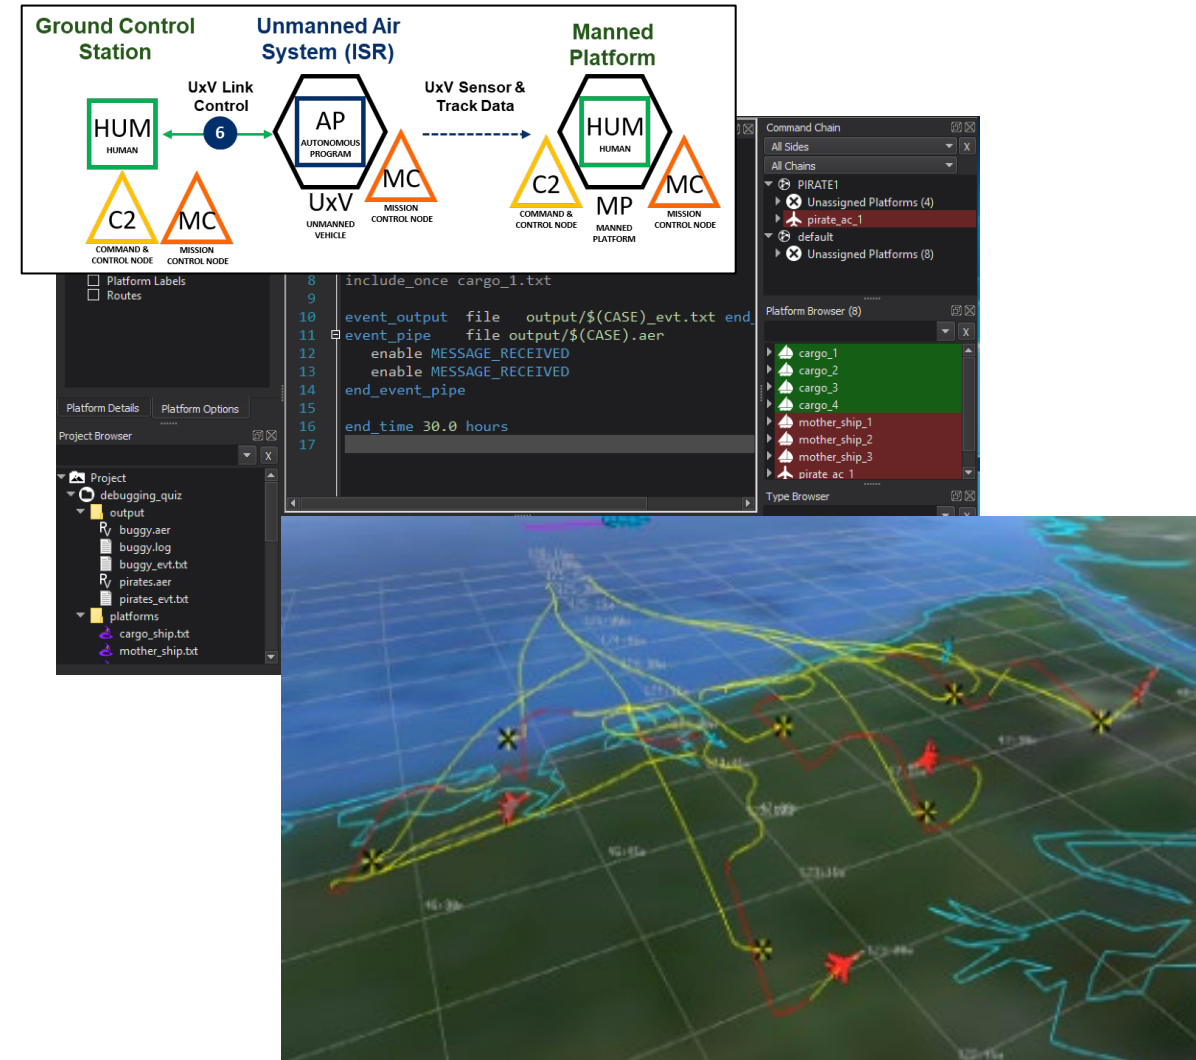 Ground Control
Station
Unmanned Air
System (ISR)
Manned
Platform
UxV Link
Control
UxV Sensor &
Track Data
HUM
HUMAN
6
AP
AUTONOMOUS
PROGRAM
HUM
HUMAN
C2
MC
UxV
MC
C2
MP
MC
COMMAND &
CONTROL NODE
MISSION
CONTROL NODE
UNMANNED
VEHICLE
MISSION
CONTROL NODE
COMMAND &
CONTROL NODE
MANNED
PLATFORM
MISSION
CONTROL NODE
Platform Labels
Routes
Platform Details
Platform Options
Project Browser
X
Project
debugging_quiz
output
buggy.aer
buggy.log
buggy_evt.txt
pirates.aer
pirates_evt.txt
platforms
cargo_ship.txt
mother_ship.txt
8 include_once cargo_1.txt
9
10 event_output file output/$(CASE)_evt.txt end_
11 event_pipe file output/$(CASE).aer
12 enable MESSAGE_RECEIVED
13 enable MESSAGE_RECEIVED
14 end_event_pipe
15
16 end_time 30.0 hours
17
Command Chain
All Sides
X
All Chains
PIRATE1
Unassigned Platforms (4)
pirate_ac_1
default
Unassigned Platforms (8)
Platform Browser (8)
X
cargo_1
cargo_2
cargo_3
cargo_4
mother_ship_1
mother_ship_2
mother_ship_3
pirate_ac_1
Type Browser